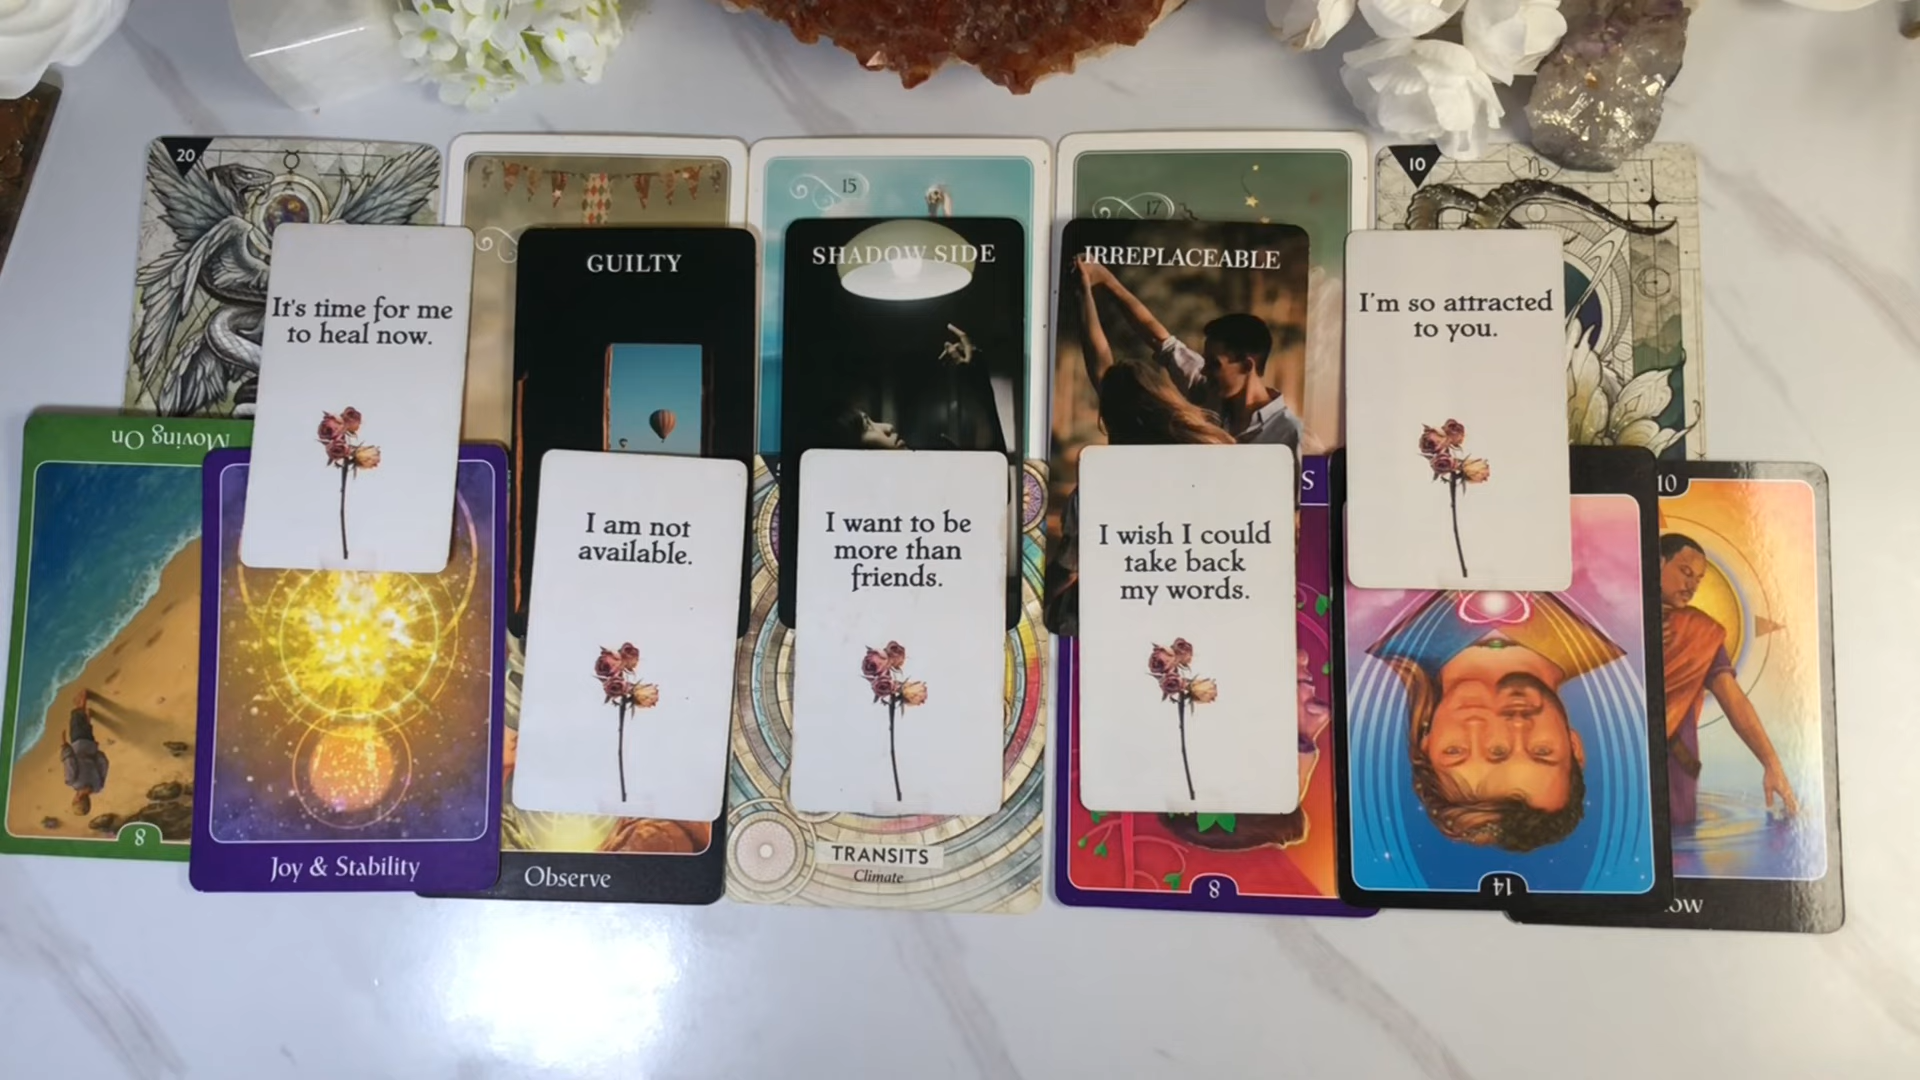 20
15
17
10
GUILTY
SHADOW SIDE
IRREPLACEABLE
It's time for me
to heal now.
I'm so attracted
to you.
Moving On
8
I am not
available.
I want to be
more than
friends.
I wish I could
take back
my words.
S
10
Joy & Stability
Observe
TRANSITS
Climate
8
14
ow